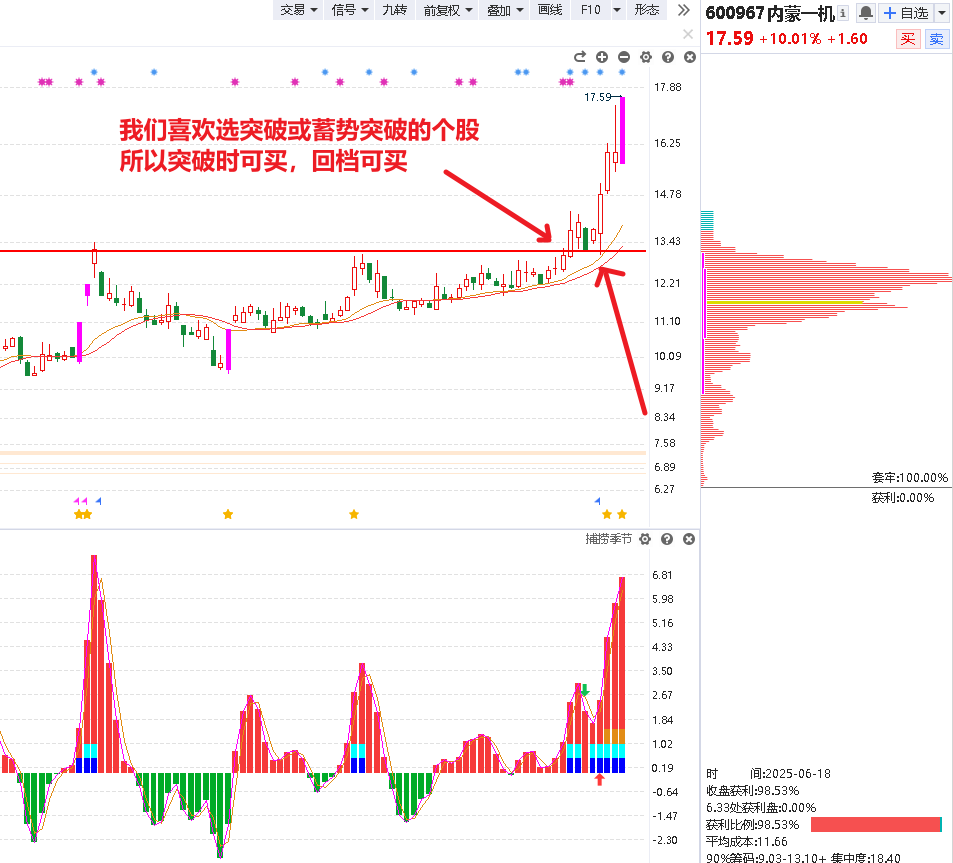 交易 信号 九转 前复权 叠加 画线 F10 形态
600967 内蒙一机 自选
17.59 +10.01% +1.60 买 卖
17.59
17.88
我们喜欢选突破或蓄势突破的个股
所以突破时可买，回档可买
16.25
14.78
13.43
12.21
11.10
10.09
9.17
8.34
7.58
6.89
6.27
套牢:100.00%
获利:0.00%
捕捞季节
6.81
5.98
5.16
4.33
3.50
2.67
1.84
1.02
0.19
-0.64
-1.47
-2.30
时 间:2025-06-18
收盘获利:98.53%
6.33处获利盘:0.00%
获利比例:98.53%
平均成本:11.66
90%筹码:9.03-13.10+ 集中度:18.40